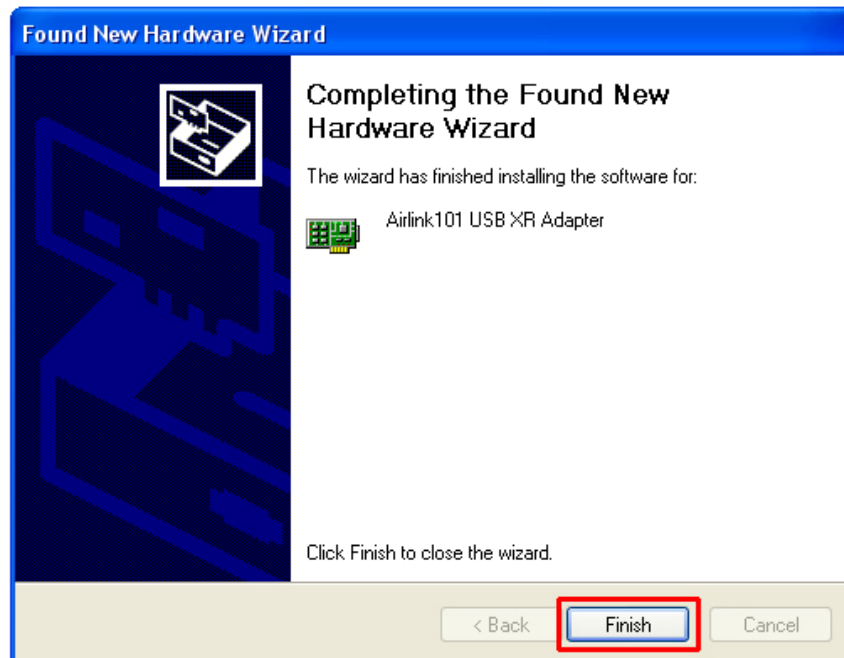 Found New Hardware Wizard
Completing the Found New
Hardware Wizard
The wizard has finished installing the software for:
Airlink101 USB XR Adapter
Click Finish to close the wizard.
< Back
Finish
Cancel